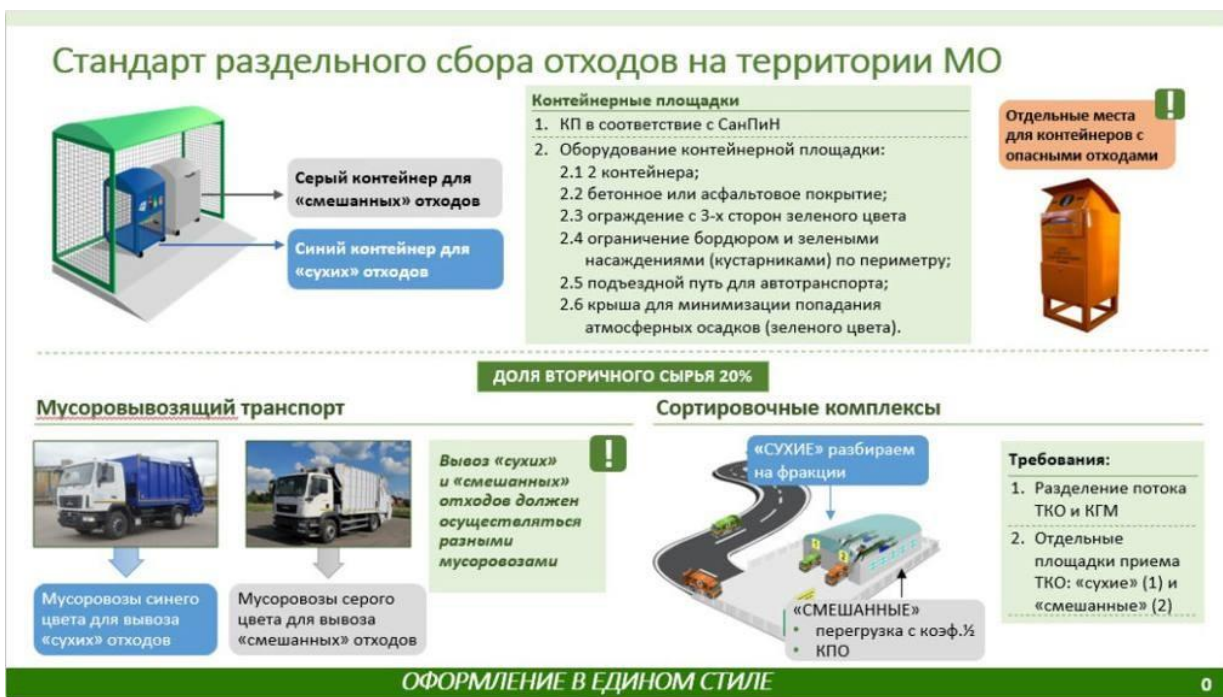 Стандарт раздельного сбора отходов на территории МО
Серый контейнер для
«смешанных» отходов
Синий контейнер для
«сухих» отходов
Контейнерные площадки
1. КП в соответствие с СанПиН
2. Оборудование контейнерной площадки:
2.1 2 контейнера;
2.2 бетонное или асфальтовое покрытие;
2.3 ограждение с 3-х сторон зеленого цвета
2.4 ограничение бордюром и зелеными
насаждениями (кустарниками) по периметру;
2.5 подъездной путь для автотранспорта;
2.6 крыша для минимизации попадания
атмосферных осадков (зеленого цвета).
!
Отдельные места
для контейнеров с
опасными отходами
ДОЛЯ ВТОРИЧНОГО СЫРЬЯ 20%
Мусоровывозящий транспорт
Мусоровозы синего
цвета для вывоза
«сухих» отходов
Мусоровозы серого
цвета для вывоза
«смешанных» отходов
!
Вывоз «сухих»
и «смешанных»
отходов должен
осуществляться
разными
мусоровозами
Сортировочные комплексы
«СУХИЕ» разбираем
на фракции
1
2
«СМЕШАННЫЕ»
• перегрузка с коэф.½
• КПО
Требования:
1. Разделение потока
ТКО и КГМ
2. Отдельные
площадки приема
ТКО: «сухие» (1) и
«смешанные» (2)
ОФОРМЛЕНИЕ В ЕДИНОМ СТИЛЕ
0